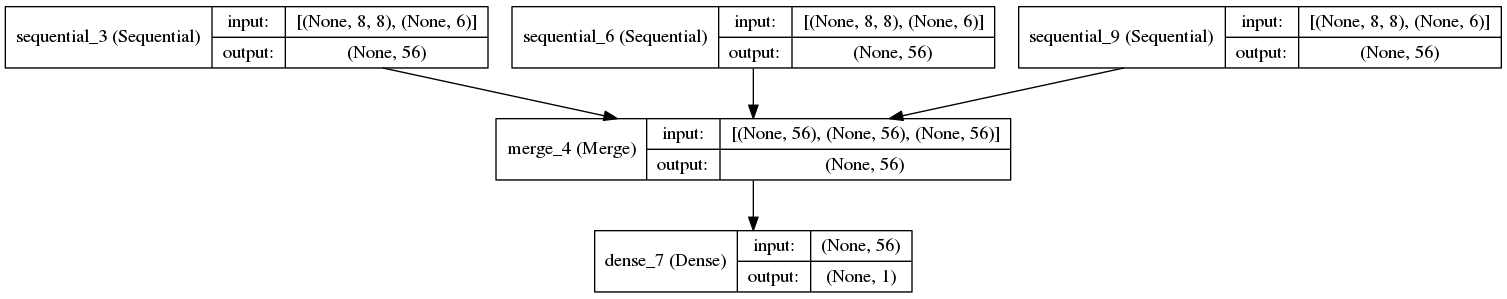 sequential_3 (Sequential) input: [(None, 8, 8), (None, 6)]
output: (None, 56)
sequential_6 (Sequential) input: [(None, 8, 8), (None, 6)]
output: (None, 56)
sequential_9 (Sequential) input: [(None, 8, 8), (None, 6)]
output: (None, 56)
merge_4 (Merge) input: [(None, 56), (None, 56), (None, 56)]
output: (None, 56)
dense_7 (Dense) input: (None, 56)
output: (None, 1)